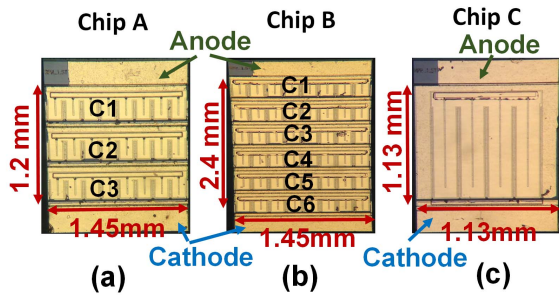 Chip A
Chip B
Chip C
Anode
Anode
C1
C2
C3
C1
C2
C3
C4
C5
C6
1.2 mm
2.4 mm
1.13 mm
1.45mm
1.45mm
1.13mm
Cathode
Cathode
(a)
(b)
(c)